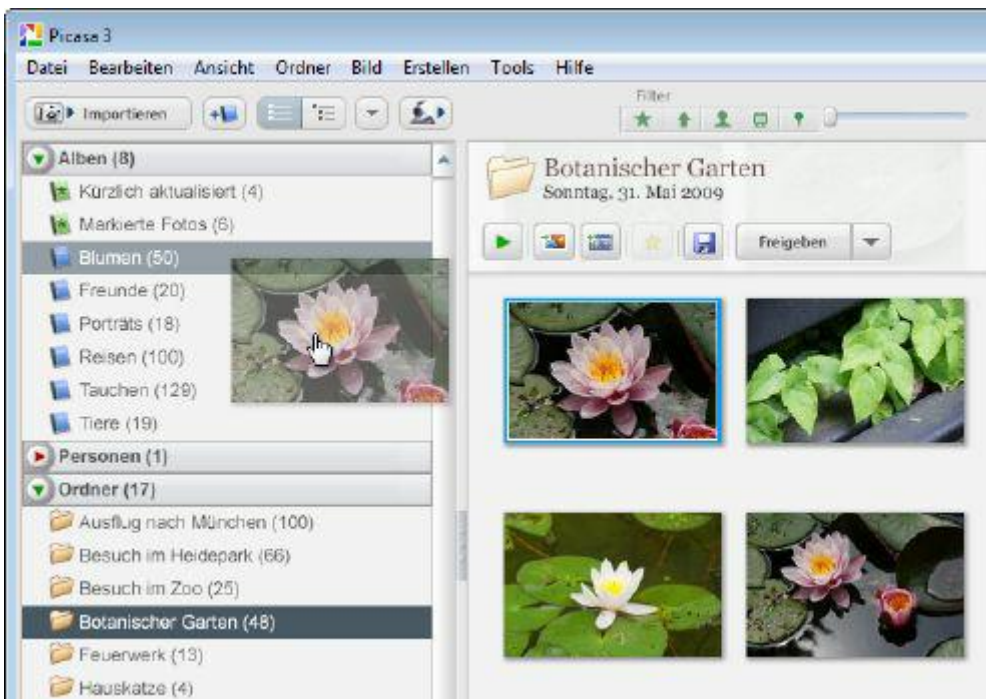 Picasa 3
Datei Bearbeiten Ansicht Ordner Bild Erstellen Tools Hilfe
Importieren
Filter
Alben (8)
Kürzlich aktualisiert (4)
Markierte Fotos (6)
Blumen (50)
Freunde (20)
Porträts (18)
Reisen (100)
Tauchen (129)
Tiere (19)
Personen (1)
Ordner (17)
Ausflug nach München (100)
Besuch im Heidepark (66)
Besuch im Zoo (25)
Botanischer Garten (48)
Feuerwerk (13)
Hauskatze (4)
Botanischer Garten
Sonntag, 31. Mai 2009
Freigeben